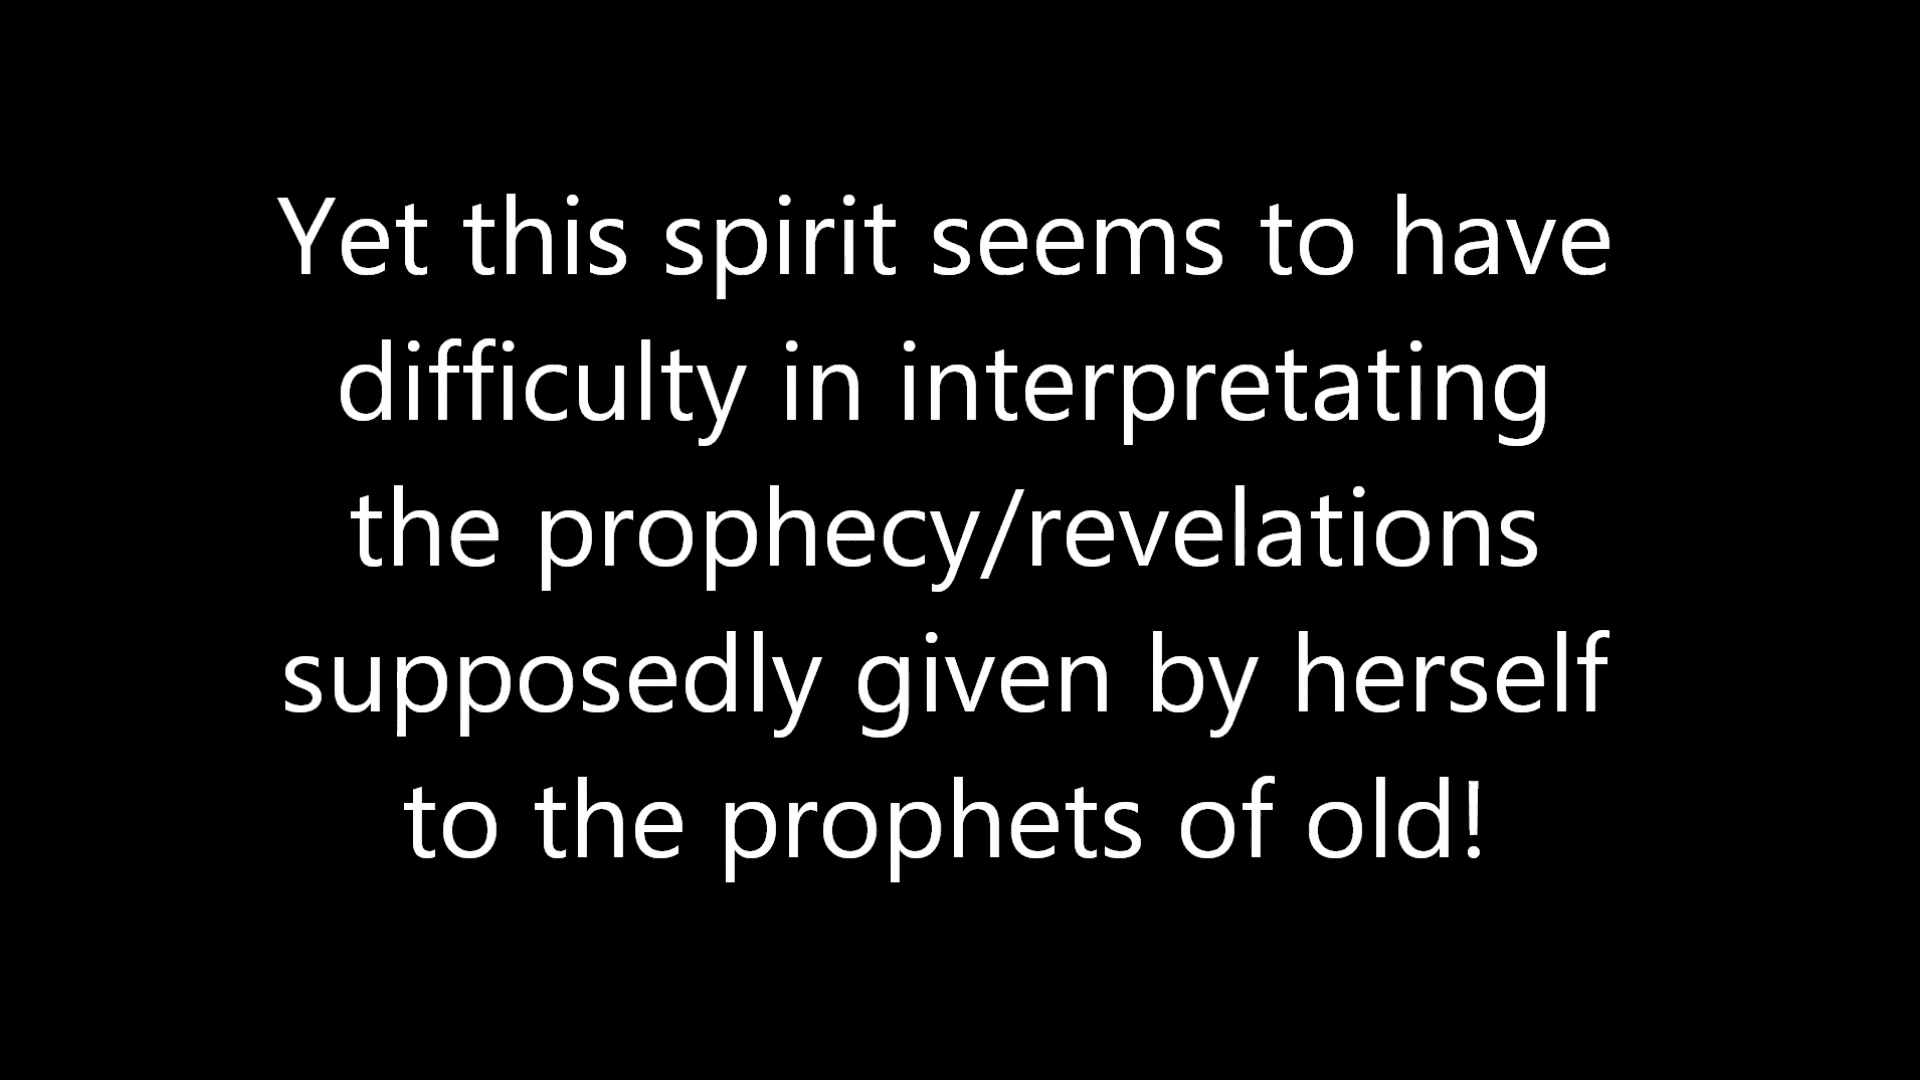 Yet this spirit seems to have
difficulty in interpretating
the prophecy/revelations
supposedly given by herself
to the prophets of old!